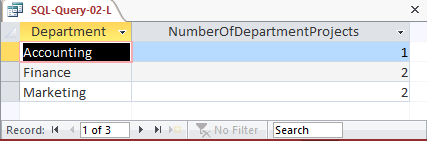 SQL-Query-02-L
Department NumberOfDepartmentProjects
Accounting 1
Finance 2
Marketing 2
Record: 1 of 3 No Filter Search